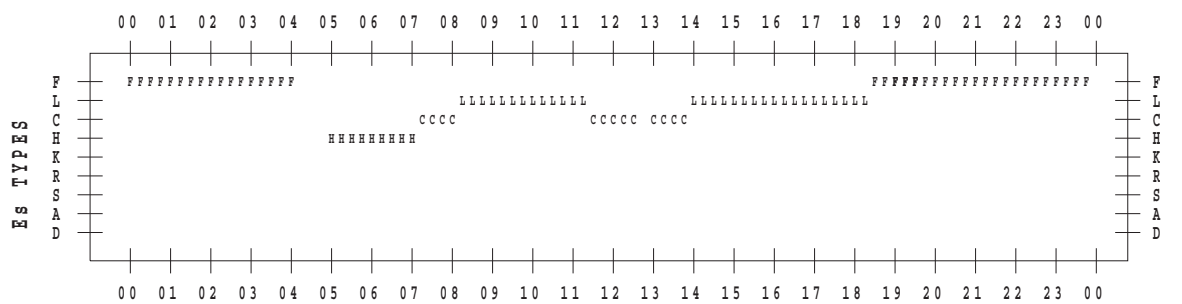 00 01 02 03 04 05 06 07 08 09 10 11 12 13 14 15 16 17 18 19 20 21 22 23 00
Es TYPES
F FFFFFFFFFFFFFFFFF FFFFFFFFFFFFFFFFFFFFFF F
L LLLLLLLLLLLLL LLLLLLLLLLLLLLLLLL L
C CCCC CCCCC CCCC C
H HHHHHHHHH H
K K
R R
S S
A A
D D
00 01 02 03 04 05 06 07 08 09 10 11 12 13 14 15 16 17 18 19 20 21 22 23 00